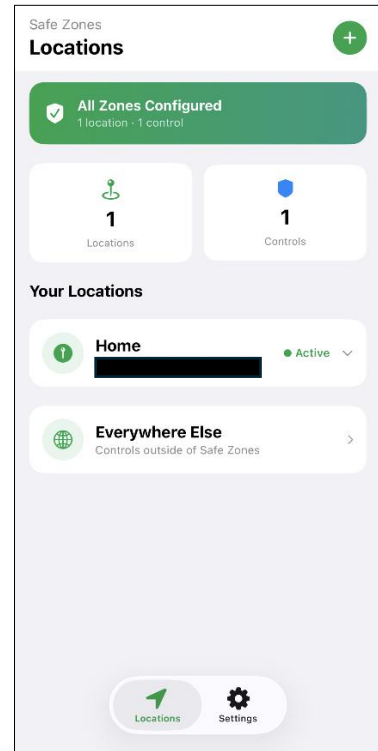 Safe Zones
Locations
All Zones Configured
1 location · 1 control
1
Locations
1
Controls
Your Locations
Home
Active
Everywhere Else
Controls outside of Safe Zones
Locations
Settings